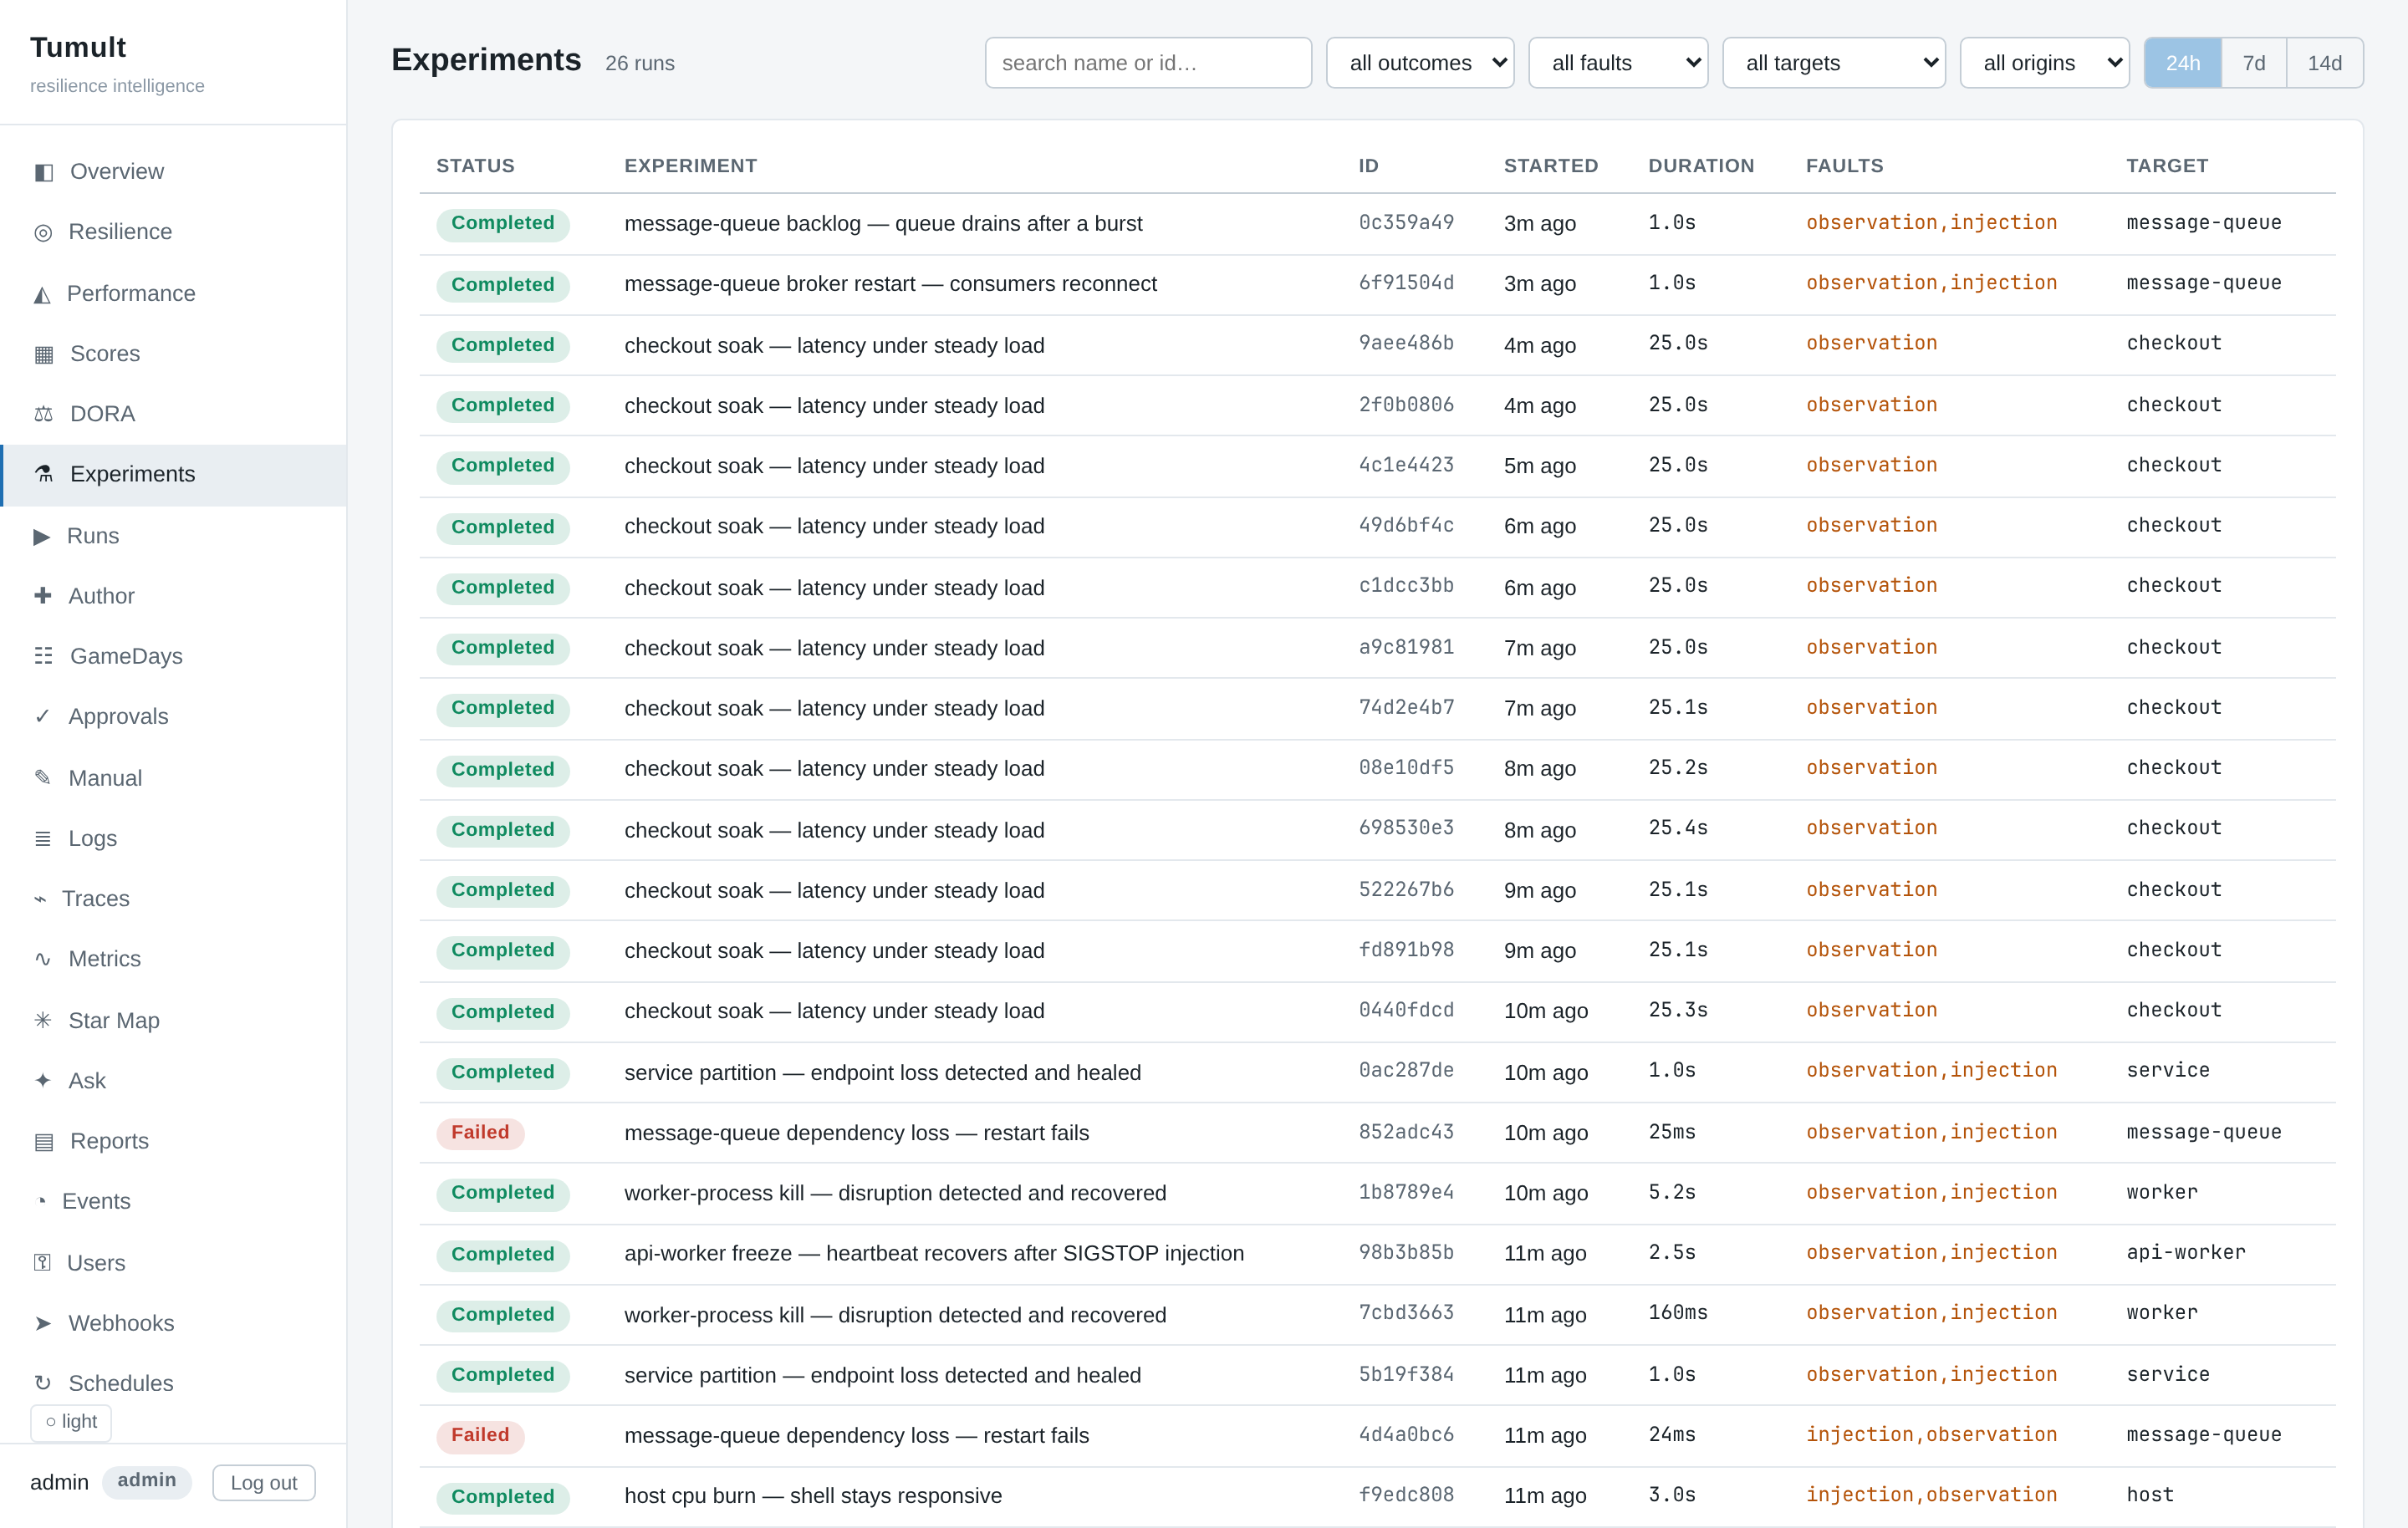 Tumult
resilience intelligence
Overview
Resilience
Performance
Scores
DORA
Experiments
Runs
Author
GameDays
Approvals
Manual
Logs
Traces
Metrics
Star Map
Ask
Reports
Events
Users
Webhooks
Schedules
○ light
admin admin Log out
Experiments 26 runs search name or id… all outcomes all faults all targets all origins 24h 7d 14d
STATUS EXPERIMENT ID STARTED DURATION FAULTS TARGET
Completed message-queue backlog — queue drains after a burst 0c359a49 3m ago 1.0s observation,injection message-queue
Completed message-queue broker restart — consumers reconnect 6f91504d 3m ago 1.0s observation,injection message-queue
Completed checkout soak — latency under steady load 9aee486b 4m ago 25.0s observation checkout
Completed checkout soak — latency under steady load 2f0b0806 4m ago 25.0s observation checkout
Completed checkout soak — latency under steady load 4c1e4423 5m ago 25.0s observation checkout
Completed checkout soak — latency under steady load 49d6bf4c 6m ago 25.0s observation checkout
Completed checkout soak — latency under steady load c1dcc3bb 6m ago 25.0s observation checkout
Completed checkout soak — latency under steady load a9c81981 7m ago 25.0s observation checkout
Completed checkout soak — latency under steady load 74d2e4b7 7m ago 25.1s observation checkout
Completed checkout soak — latency under steady load 08e10df5 8m ago 25.2s observation checkout
Completed checkout soak — latency under steady load 698530e3 8m ago 25.4s observation checkout
Completed checkout soak — latency under steady load 522267b6 9m ago 25.1s observation checkout
Completed checkout soak — latency under steady load fd891b98 9m ago 25.1s observation checkout
Completed checkout soak — latency under steady load 0440fdcd 10m ago 25.3s observation checkout
Completed service partition — endpoint loss detected and healed 0ac287de 10m ago 1.0s observation,injection service
Failed message-queue dependency loss — restart fails 852adc43 10m ago 25ms observation,injection message-queue
Completed worker-process kill — disruption detected and recovered 1b8789e4 10m ago 5.2s observation,injection worker
Completed api-worker freeze — heartbeat recovers after SIGSTOP injection 98b3b85b 11m ago 2.5s observation,injection api-worker
Completed worker-process kill — disruption detected and recovered 7cbd3663 11m ago 160ms observation,injection worker
Completed service partition — endpoint loss detected and healed 5b19f384 11m ago 1.0s observation,injection service
Failed message-queue dependency loss — restart fails 4d4a0bc6 11m ago 24ms injection,observation message-queue
Completed host cpu burn — shell stays responsive f9edc808 11m ago 3.0s injection,observation host